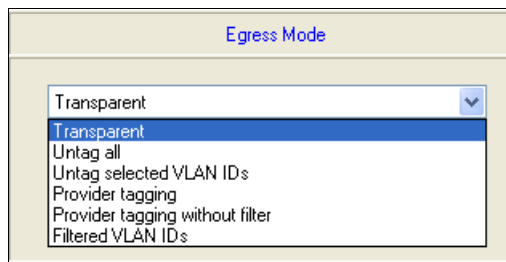 Egress Mode
Transparent
Transparent
Untag all
Untag selected VLAN IDs
Provider tagging
Provider tagging without filter
Filtered VLAN IDs